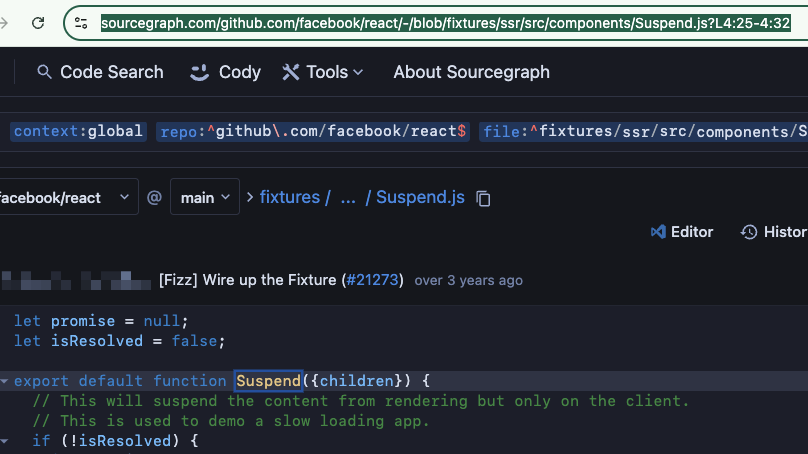 sourcegraph.com/github.com/facebook/react/-/blob/fixtures/ssr/src/components/Suspend.js?L4:25-4:32
Code Search Cody Tools About Sourcegraph
context:global repo:^github\.com/facebook/react$ file:^fixtures/ssr/src/components/S
facebook/react @ main > fixtures / ... / Suspend.js
Editor Histor
[Fizz] Wire up the Fixture (#21273) over 3 years ago
let promise = null;
let isResolved = false;
export default function Suspend({children}) {
// This will suspend the content from rendering but only on the client.
// This is used to demo a slow loading app.
if (!isResolved) {